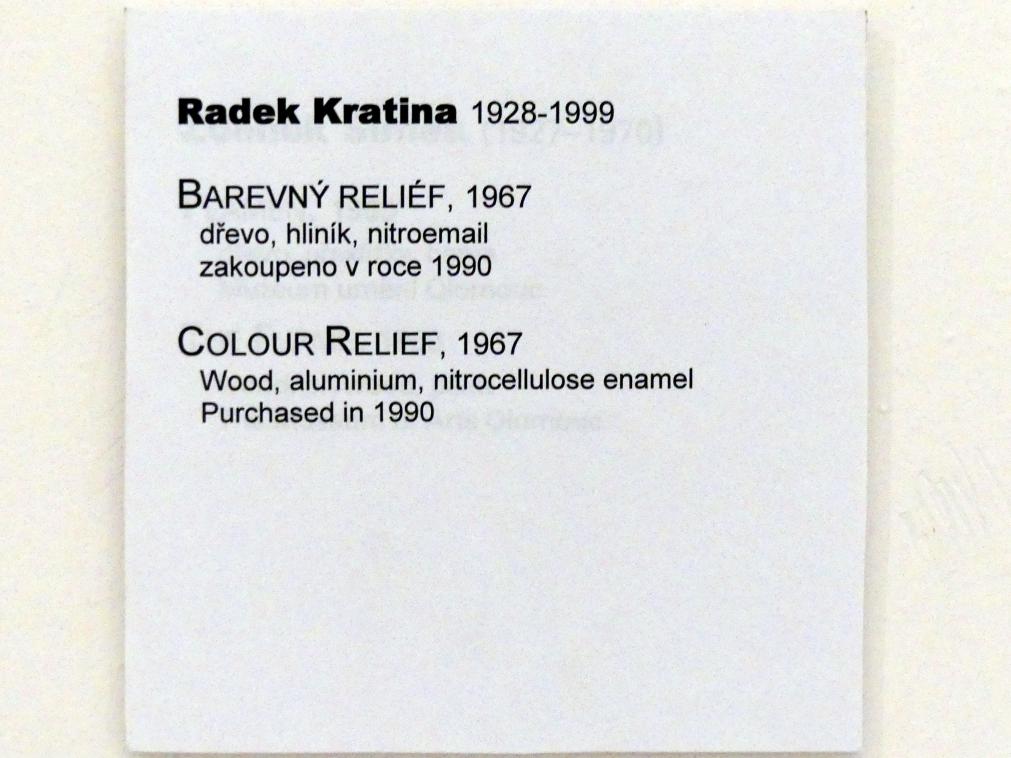 Radek Kratina 1928-1999
BAREVNÝ RELIÉF, 1967
dřevo, hliník, nitroemail
zakoupeno v roce 1990
COLOUR RELIEF, 1967
Wood, aluminium, nitrocellulose enamel
Purchased in 1990